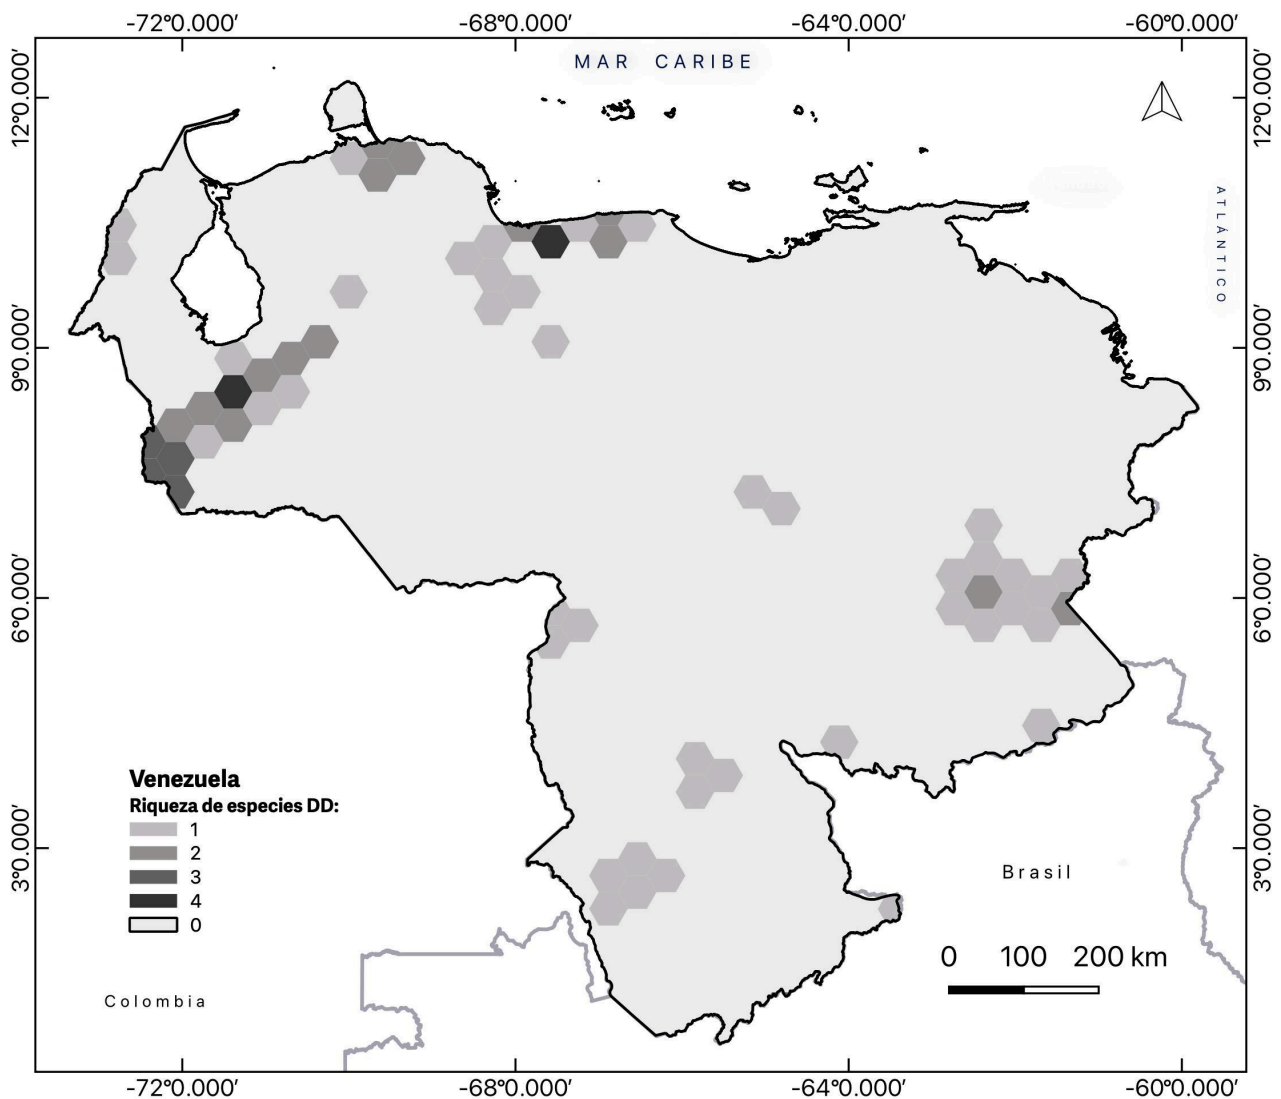 -72°0.000′ -68°0.000′ -64°0.000′ -60°0.000′
MAR CARIBE
12°0.000′
12°0.000′
ATLÁNTICO
9°0.000′
9°0.000′
6°0.000′
6°0.000′
3°0.000′
3°0.000′
Venezuela
Riqueza de especies DD:
1
2
3
4
0
Brasil
Colombia
0 100 200 km
-72°0.000′ -68°0.000′ -64°0.000′ -60°0.000′